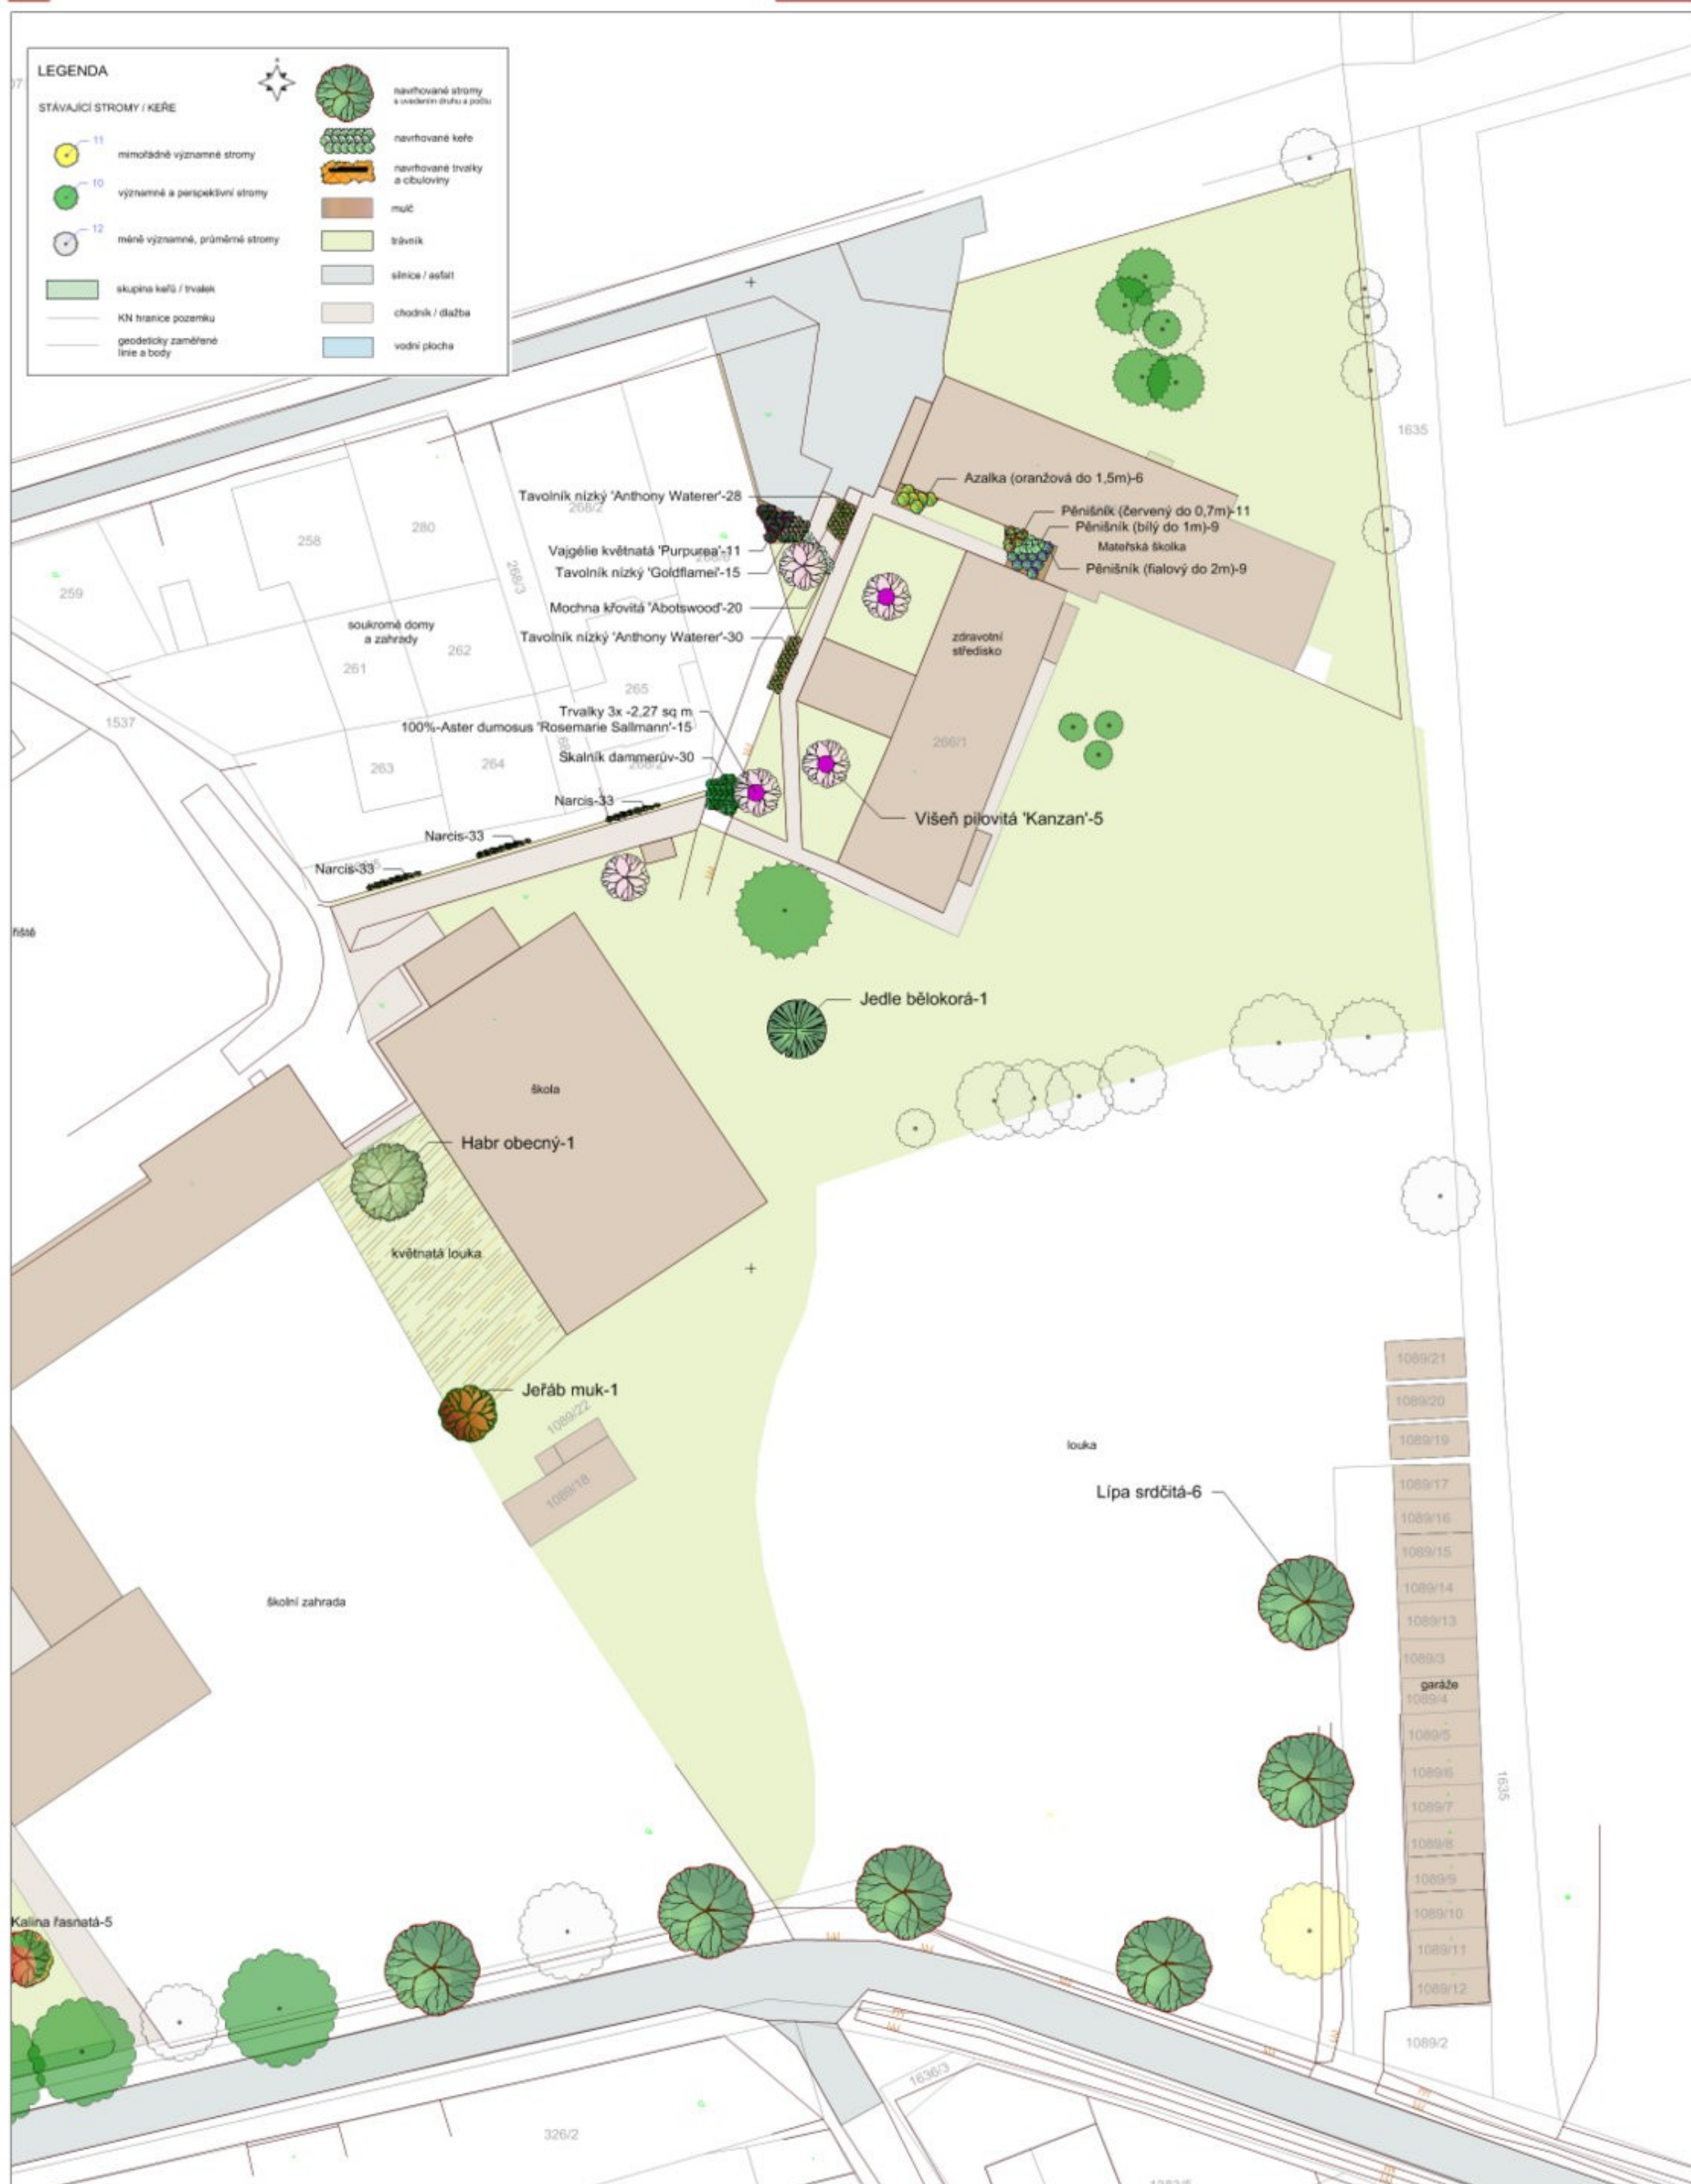 LEGENDA
STÁVAJÍCÍ STROMY / KEŘE
11
mimořádně významné stromy
10
významné a perspektivní stromy
12
méně významné, průměrné stromy
skupina keřů / trvalek
KN hranice pozemku
geodeticky zaměřené
linie a body
navrhované stromy
s uvedením druhu a počtu
navrhované keře
navrhované trvalky
a cibuloviny
mulč
trávník
silnice / asfalt
chodník / dlažba
vodní plocha
1635
Azalka (oranžová do 1,5m)-6
Tavolník nízký 'Anthony Waterer'-28
268/2
Pěnišník (červený do 0,7m)-11
Pěnišník (bílý do 1m)-9
Mateřská školka
Pěnišník (fialový do 2m)-9
258
280
Vajgélie květnatá 'Purpurea'-11
Tavolník nízký 'Goldflamei'-15
268/3
259
Mochna křovitá 'Abotswood'-20
soukromé domy
a zahrady
Tavolník nízký 'Anthony Waterer'-30
zdravotní
středisko
262
261
265
Trvalky 3x -2,27 sq m
100%-Aster dumosus 'Rosemarie Sallmann'-15
1537
266/1
Skalník dammerův-30
263
264
Narcis-33
Višeň pilovitá 'Kanzan'-5
Narcis-33
Narcis-33
řiště
Jedle bělokorá-1
škola
Habr obecný-1
květnatá louka
1089/21
Jeřáb muk-1
1089/20
1089/22
1089/19
louka
1089/18
1089/17
Lípa srdčitá-6
1089/16
1089/15
1089/14
školní zahrada
1089/13
1089/3
garáže
1089/4
1089/5
1089/6
1635
1089/7
1089/8
1089/9
1089/10
Kalina řasnatá-5
1089/11
1089/12
1089/2
1636/3
326/2